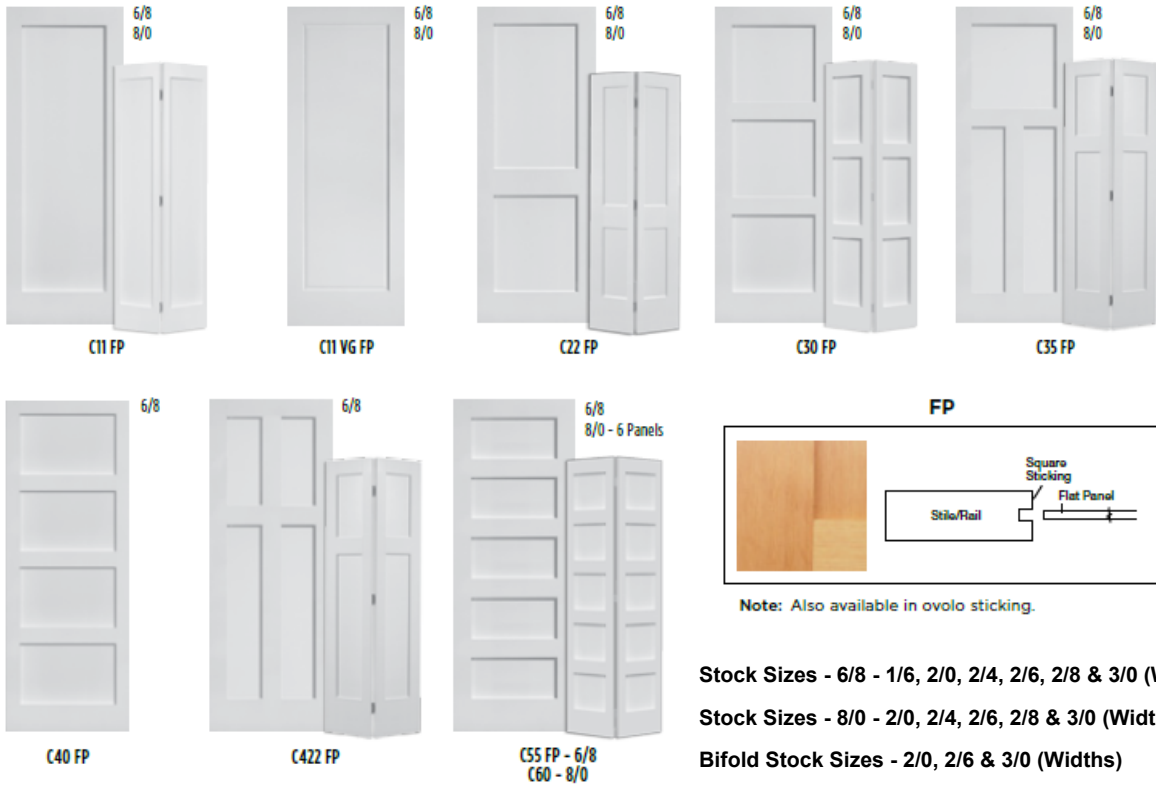 6/8
8/0
C11 FP
6/8
8/0
C11 VG FP
6/8
8/0
C22 FP
6/8
8/0
C30 FP
6/8
8/0
C35 FP
6/8
C40 FP
6/8
C422 FP
6/8
8/0 - 6 Panels
C55 FP - 6/8
C60 - 8/0
FP
Square
Sticking
Flat Panel
Stile/Rail
Note: Also available in ovolo sticking.
Stock Sizes - 6/8 - 1/6, 2/0, 2/4, 2/6, 2/8 & 3/0 (
Stock Sizes - 8/0 - 2/0, 2/4, 2/6, 2/8 & 3/0 (Widt
Bifold Stock Sizes - 2/0, 2/6 & 3/0 (Widths)